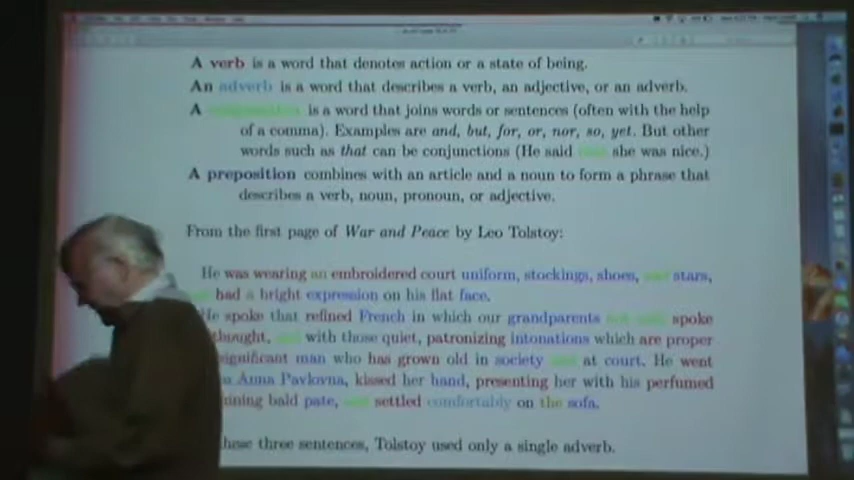 A verb is a word that denotes action or a state of being.
An adverb is a word that describes a verb, an adjective, or an adverb.
A conjunction is a word that joins words or sentences (often with the help
of a comma). Examples are and, but, for, or, nor, so, yet. But other
words such as that can be conjunctions (He said that she was nice.)
A preposition combines with an article and a noun to form a phrase that
describes a verb, noun, pronoun, or adjective.
From the first page of War and Peace by Leo Tolstoy:
He was wearing an embroidered court uniform, stockings, shoes, and stars,
had a bright expression on his flat face.
He spoke that refined French in which our grandparents not only spoke
thought, and with those quiet, patronizing intonations which are proper
significant man who has grown old in society and at court. He went
Anna Pavlovna, kissed her hand, presenting her with his perfumed
bald pate, and settled comfortably on the sofa.
these three sentences, Tolstoy used only a single adverb.